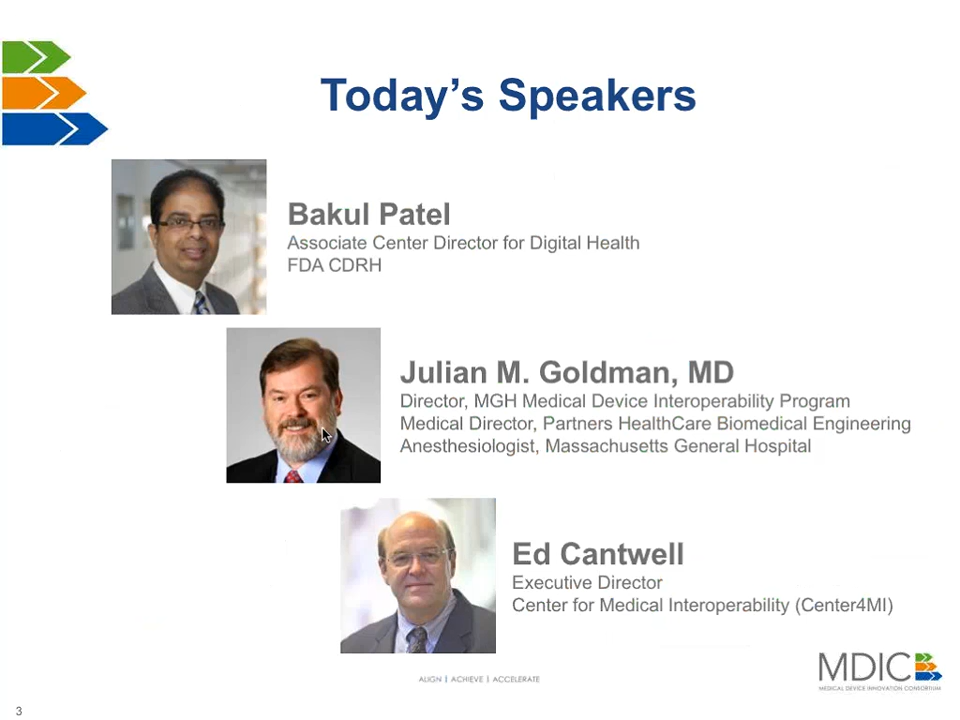 Today's Speakers
Bakul Patel
Associate Center Director for Digital Health
FDA CDRH
Julian M. Goldman, MD
Director, MGH Medical Device Interoperability Program
Medical Director, Partners HealthCare Biomedical Engineering
Anesthesiologist, Massachusetts General Hospital
Ed Cantwell
Executive Director
Center for Medical Interoperability (Center4MI)
ALIGN | ACHIEVE | ACCELERATE
MDIC
MEDICAL DEVICE INNOVATION CONSORTIUM
3